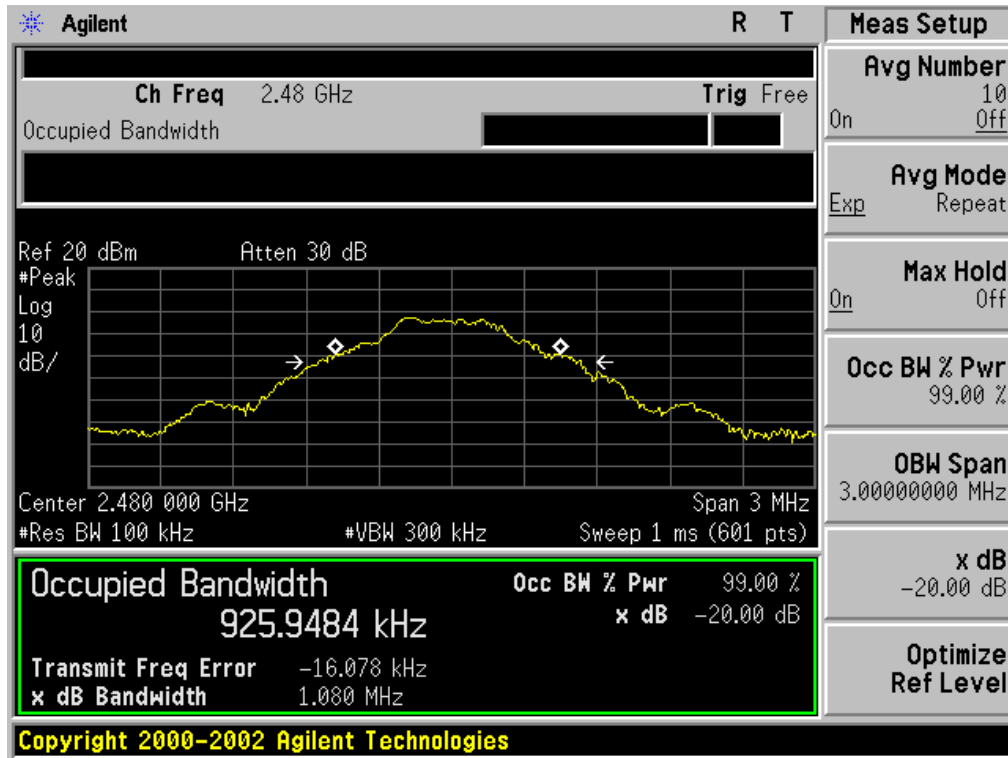 Agilent R T
Ch Freq 2.48 GHz Trig Free
Occupied Bandwidth
Ref 20 dBm Atten 30 dB
#Peak
Log
10
dB/
Center 2.480 000 GHz Span 3 MHz
#Res BW 100 kHz #VBW 300 kHz Sweep 1 ms (601 pts)
Occupied Bandwidth Occ BW % Pwr 99.00 %
925.9484 kHz x dB -20.00 dB
Transmit Freq Error -16.078 kHz
x dB Bandwidth 1.080 MHz
Copyright 2000-2002 Agilent Technologies
Meas Setup
Avg Number
10
On Off
Avg Mode
Exp Repeat
Max Hold
On Off
Occ BW % Pwr
99.00 %
OBW Span
3.00000000 MHz
x dB
-20.00 dB
Optimize
Ref Level